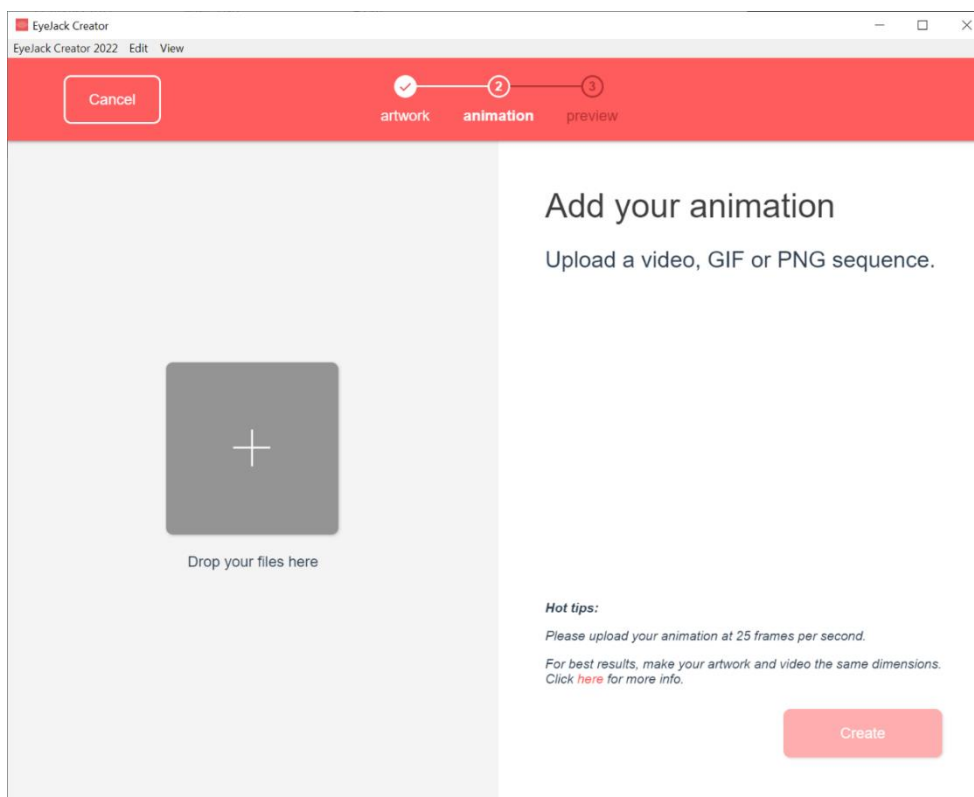 EyeJack Creator
EyeJack Creator 2022 Edit View
Cancel
2
3
artwork animation preview
Add your animation
Upload a video, GIF or PNG sequence.
Drop your files here
Hot tips:
Please upload your animation at 25 frames per second.
For best results, make your artwork and video the same dimensions.
Click here for more info.
Create